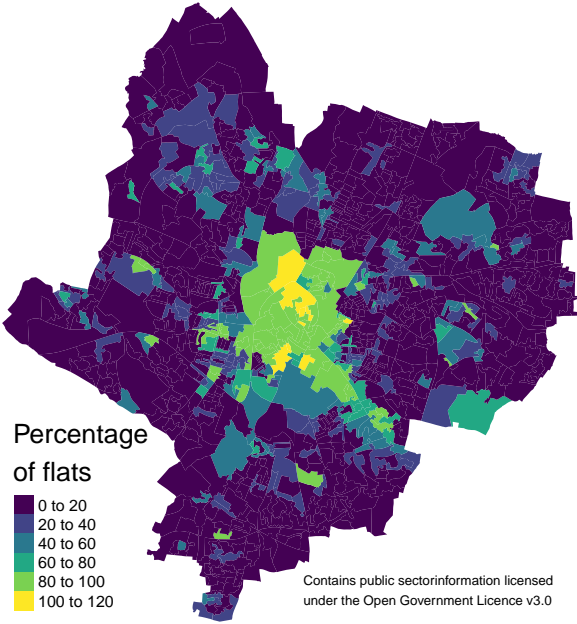 Percentage
of flats
0 to 20
20 to 40
40 to 60
60 to 80
80 to 100
100 to 120
Contains public sectorinformation licensed
under the Open Government Licence v3.0